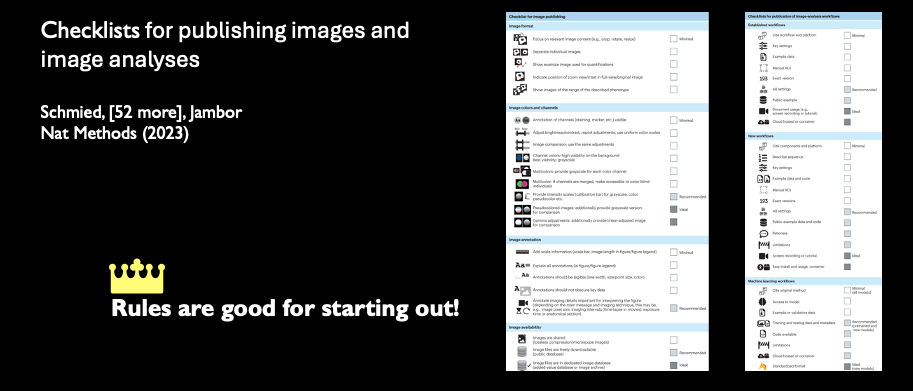 Checklists for publishing images and
image analyses
Schmied, [52 more], Jambor
Nat Methods (2023)
Rules are good for starting out!
Checklist for image publishing
Image format
Focus on relevant image content (e.g., crop, rotate, resize)
Minimal
Separate individual images
Show example image used for quantifications
Indicate position of zoom view/inset in full-view/original image
Show images of the range of the described phenotype
Image colors and channels
Annotation of channels (staining, marker, etc.) visible
Minimal
Adjust brightness/contrast, report adjustments, use uniform color scales
Image comparison: use the same adjustments
Channel colors: high visibility on the background
Best visibility: grayscale
Multicolor: provide grayscale for each color channel
Multicolor: if channels are merged, make accessible to color blind
individuals
Provide intensity scales (calibration bar) for grayscale, color,
pseudocolor etc.
Recommended
Pseudocolored images: additionally provide grayscale version
for comparison
Ideal
Gamma adjustments: additionally provide linear-adjusted image
for comparison
Image annotation
Add scale information (scale bar, image length in figure/figure legend)
Minimal
Explain all annotations (in figure/figure legend)
Annotations should be legible (line width, viewpoint size, color)
Annotations should not obscure key data
Annotate imaging details important for interpreting the figure
(depending on the main message and imaging technique, this may be,
e.g., image pixel size, imaging intervals (time-lapse in movies), exposure
time or anatomical section)
Recommended
Image availability
Images are shared
(lossless compression/microscope images)
Image files are freely downloadable
(public database)
Recommended
Image files are in dedicated image database
(added-value database or image archive)
Ideal
Checklists for publication of image-analysis workflows
Established workflows
Cite workflow and platform
Minimal
Key settings
Example data
Manual ROI
123
Exact version
All settings
Recommended
Public example
Document usage (e.g.,
screen recording or tutorial)
Ideal
Cloud hosted or container
New workflows
Cite components and platform
Minimal
Describe sequence
Key settings
Example data and code
Manual ROI
123
Exact versions
All settings
Recommended
Public example data and code
Rationale
Limitations
System recording or tutorial
Ideal
Easy install and usage, container
Machine learning workflows
Cite original method
Minimal
(all models)
Access to model
Example or validation data
Training and testing data and metadata
Recommended
(pretrained and
new models)
Code available
Limitations
Cloud hosted or container
Standardized format
Ideal
(new models)